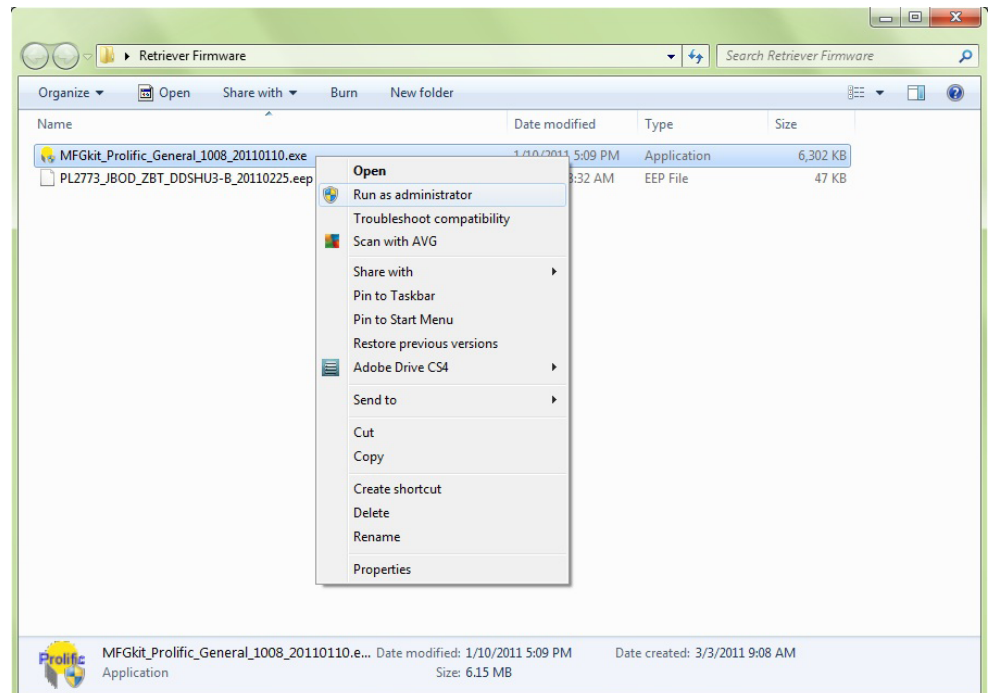 Retriever Firmware
Search Retriever Firmware
Organize Open Share with Burn New folder
Name Date modified Type Size
MFGkit_Prolific_General_1008_20110110.exe 1/10/2011 5:09 PM Application 6,302 KB
PL2773_JBOD_ZBT_DDSHU3-B_20110225.eep 3:32 AM EEP File 47 KB
Open
Run as administrator
Troubleshoot compatibility
Scan with AVG
Share with
Pin to Taskbar
Pin to Start Menu
Restore previous versions
Adobe Drive CS4
Send to
Cut
Copy
Create shortcut
Delete
Rename
Properties
Prolific
MFGkit_Prolific_General_1008_20110110.e... Date modified: 1/10/2011 5:09 PM Date created: 3/3/2011 9:08 AM
Application Size: 6.15 MB